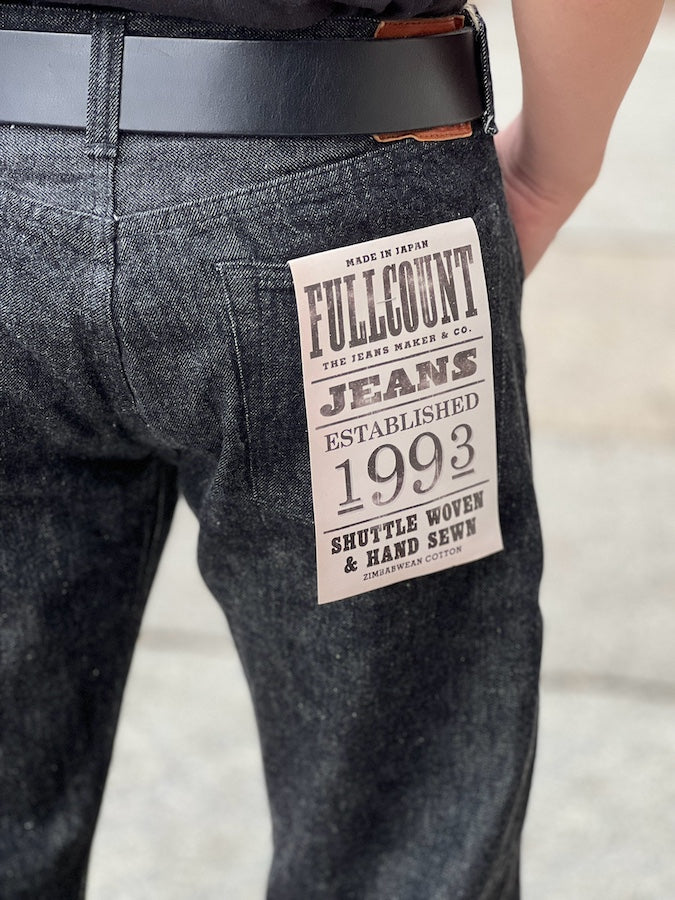 MADE IN JAPAN
FULLCOUNT
THE JEANS MAKER & CO.
JEANS
ESTABLISHED
1993
SHUTTLE WOVEN
& HAND SEWN
ZIMBABWEAN COTTON